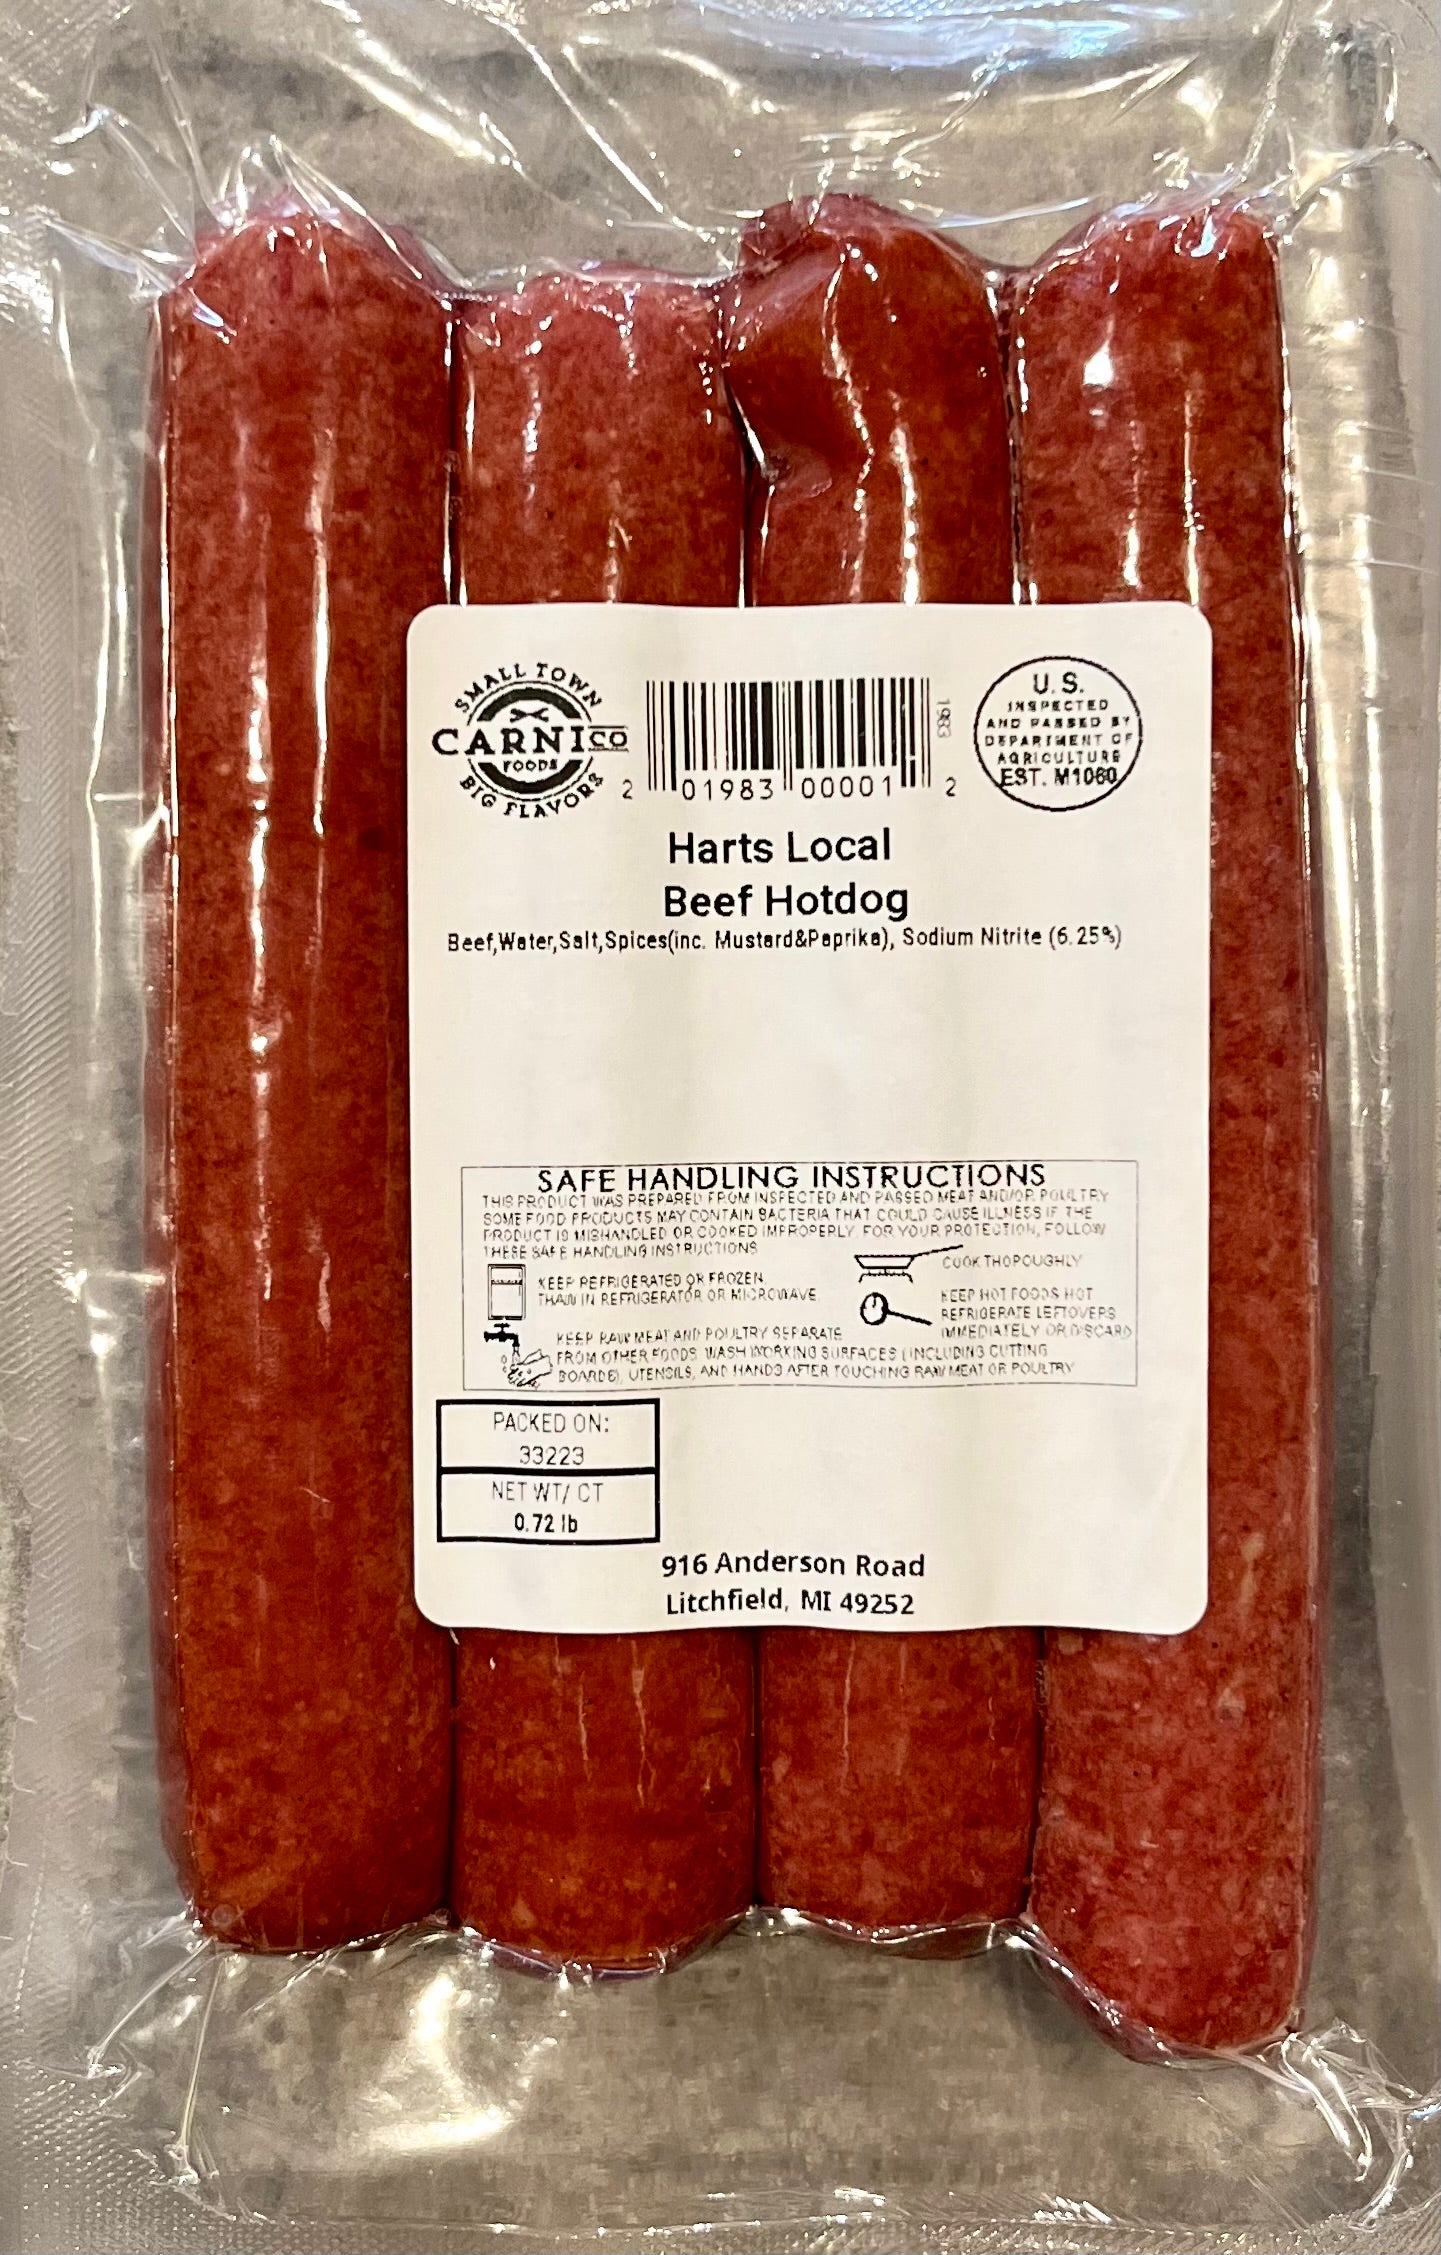 SMALL TOWN
CARNICO
FOODS
BIG FLAVORS
2 01983 00001 2
1983
U. S.
INSPECTED
AND PASSED BY
DEPARTMENT OF
AGRICULTURE
EST. M1060
Harts Local
Beef Hotdog
Beef,Water,Salt,Spices(inc. Mustard&Paprika), Sodium Nitrite (6.25%)
SAFE HANDLING INSTRUCTIONS
THIS PRODUCT WAS PREPARED FROM INSPECTED AND PASSED MEAT AND/OR POULTRY
SOME FOOD PRODUCTS MAY CONTAIN BACTERIA THAT COULD CAUSE ILLNESS IF THE
PRODUCT IS MISHANDLED OR COOKED IMPROPERLY. FOR YOUR PROTECTION, FOLLOW
THESE SAFE HANDLING INSTRUCTIONS
KEEP REFRIGERATED OR FROZEN.
THAW IN REFRIGERATOR OR MICROWAVE.
COOK THOROUGHLY
KEEP HOT FOODS HOT
REFRIGERATE LEFTOVERS
IMMEDIATELY OR DISCARD
KEEP RAW MEAT AND POULTRY SEPARATE
FROM OTHER FOODS. WASH WORKING SURFACES (INCLUDING CUTTING
BOARDS), UTENSILS, AND HANDS AFTER TOUCHING RAW MEAT OR POULTRY
PACKED ON:
33223
NET WT/ CT
0.72 lb
916 Anderson Road
Litchfield, MI 49252